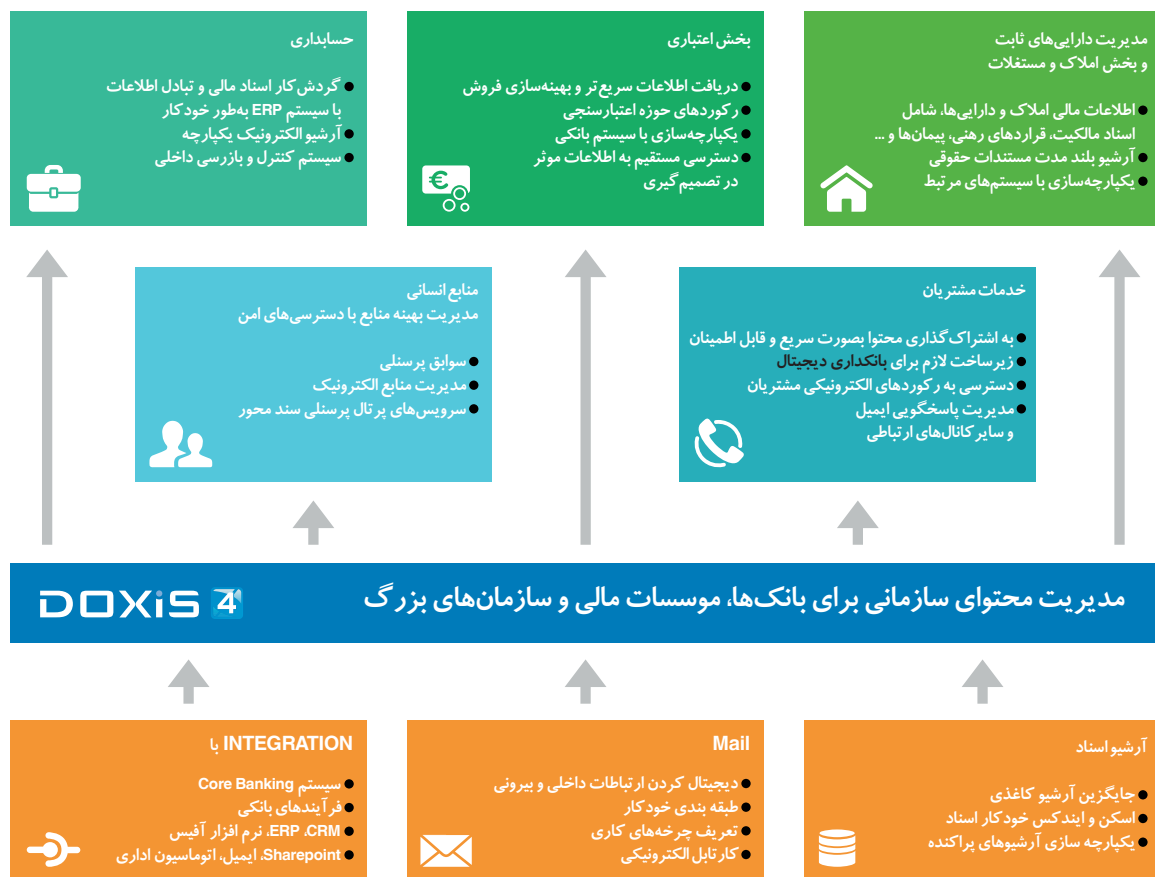 مدیریت دارایی‌های ثابت
و بخش املاک و مستغلات
● اطلاعات مالی املاک و دارایی‌ها، شامل
اسناد مالکیت، قراردهای رهنی، پیمان‌ها و ...
● آرشیو بلند مدت مستندات حقوقی
● یکپارچه‌سازی با سیستم‌های مرتبط
بخش اعتباری
● دریافت اطلاعات سریع‌تر و بهینه‌سازی فروش
● رکوردهای حوزه اعتبارسنجی
● یکپارچه‌سازی با سیستم بانکی
● دسترسی مستقیم به اطلاعات موثر
در تصمیم‌گیری
حسابداری
● گردش کار اسناد مالی و تبادل اطلاعات
با سیستم ERP به‌طور خودکار
● آرشیو الکترونیک یکپارچه
● سیستم کنترل و بازرسی داخلی
خدمات مشتریان
● به اشتراک گذاری محتوا بصورت سریع و قابل اطمینان
● زیرساخت لازم برای بانکداری دیجیتال
● دسترسی به رکوردهای الکترونیکی مشتریان
● مدیریت پاسخگویی ایمیل
و سایر کانال‌های ارتباطی
منابع انسانی
مدیریت بهینه منابع با دسترسی‌های امن
● سوابق پرسنلی
● مدیریت منابع الکترونیک
● سرویس‌های پرتال پرسنلی سند محور
مدیریت محتوای سازمانی برای بانک‌ها، موسسات مالی و سازمان‌های بزرگ
DOXiS 4
آرشیو اسناد
● جایگزین آرشیو کاغذی
● اسکن و ایندکس خودکار اسناد
● یکپارچه سازی آرشیوهای پراکنده
Mail
● دیجیتال کردن ارتباطات داخلی و بیرونی
● طبقه بندی خودکار
● تعریف چرخه‌های کاری
● کارتابل الکترونیکی
INTEGRATION با
● سیستم Core Banking
● فرآیندهای بانکی
● CRM، ERP، نرم افزار آفیس
● Sharepoint، ایمیل، اتوماسیون اداری